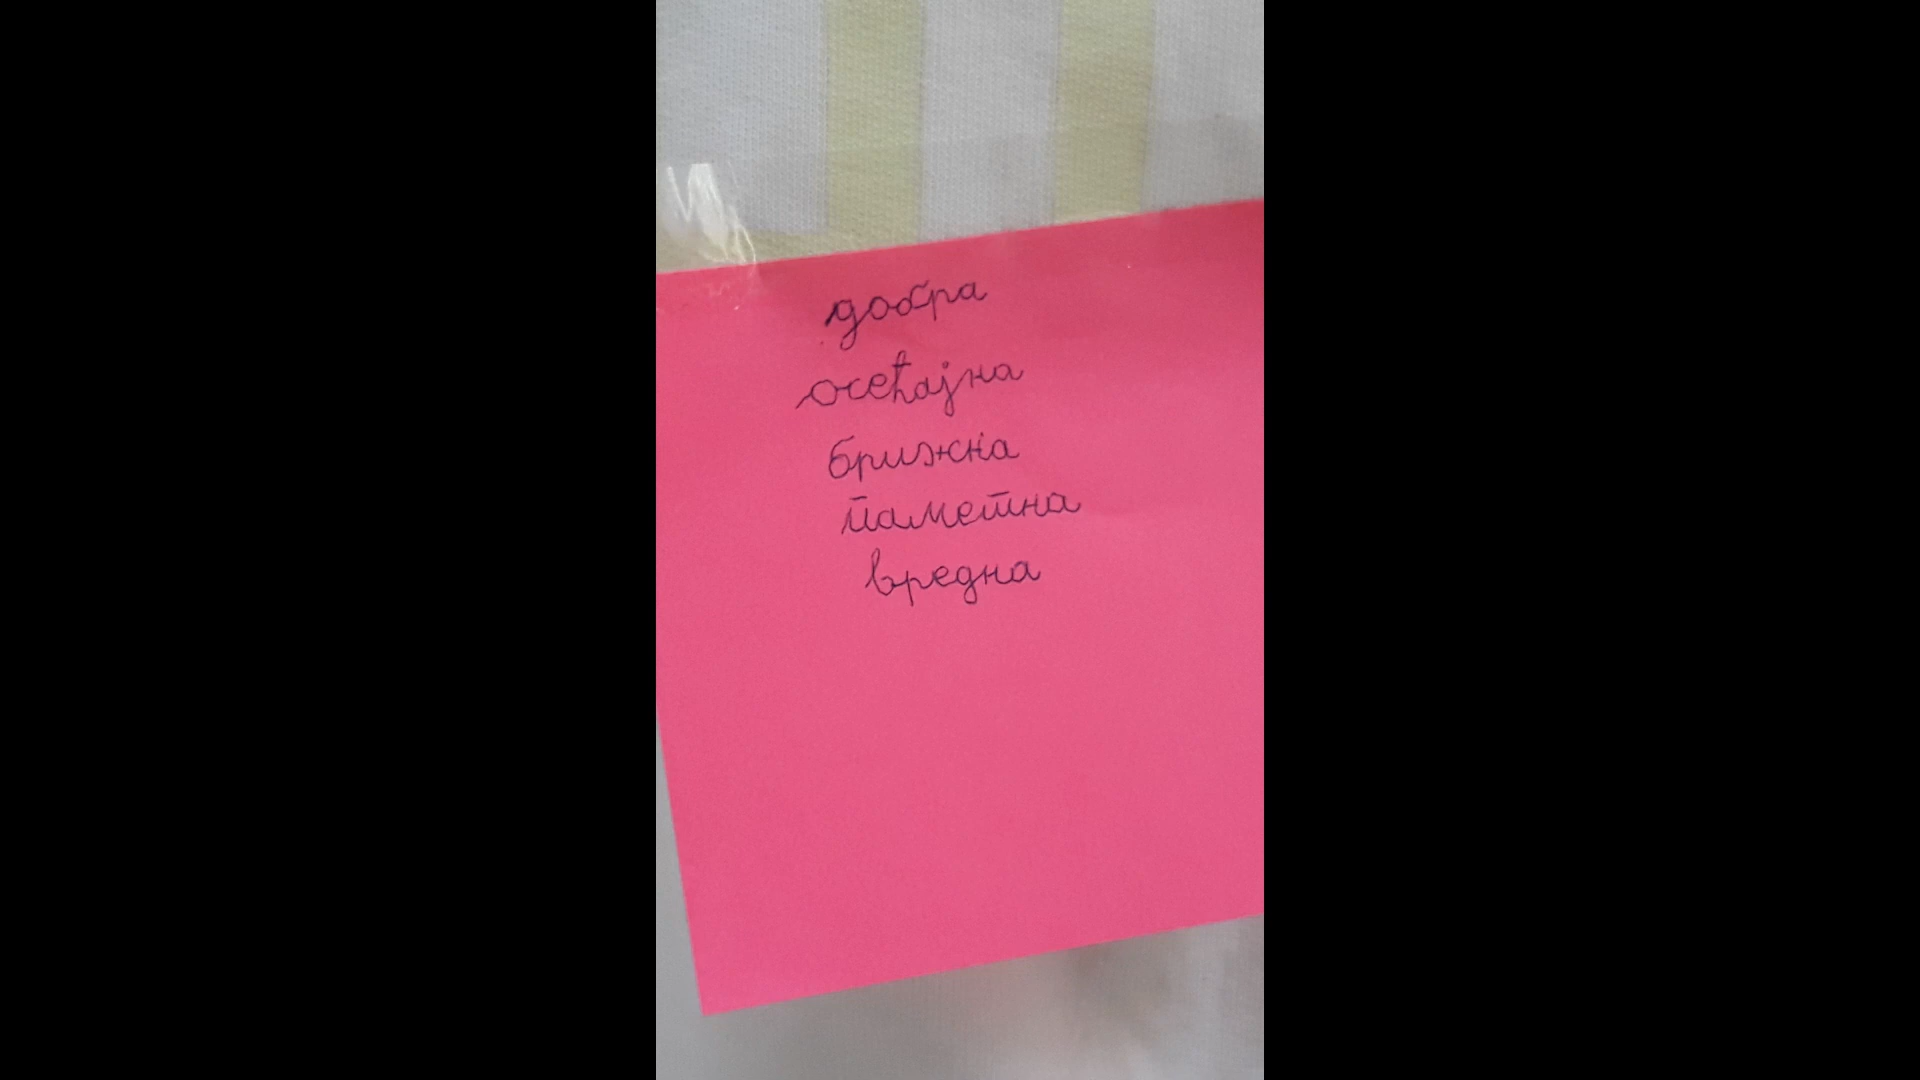 добра
осећајна
брижна
паметна
вредна